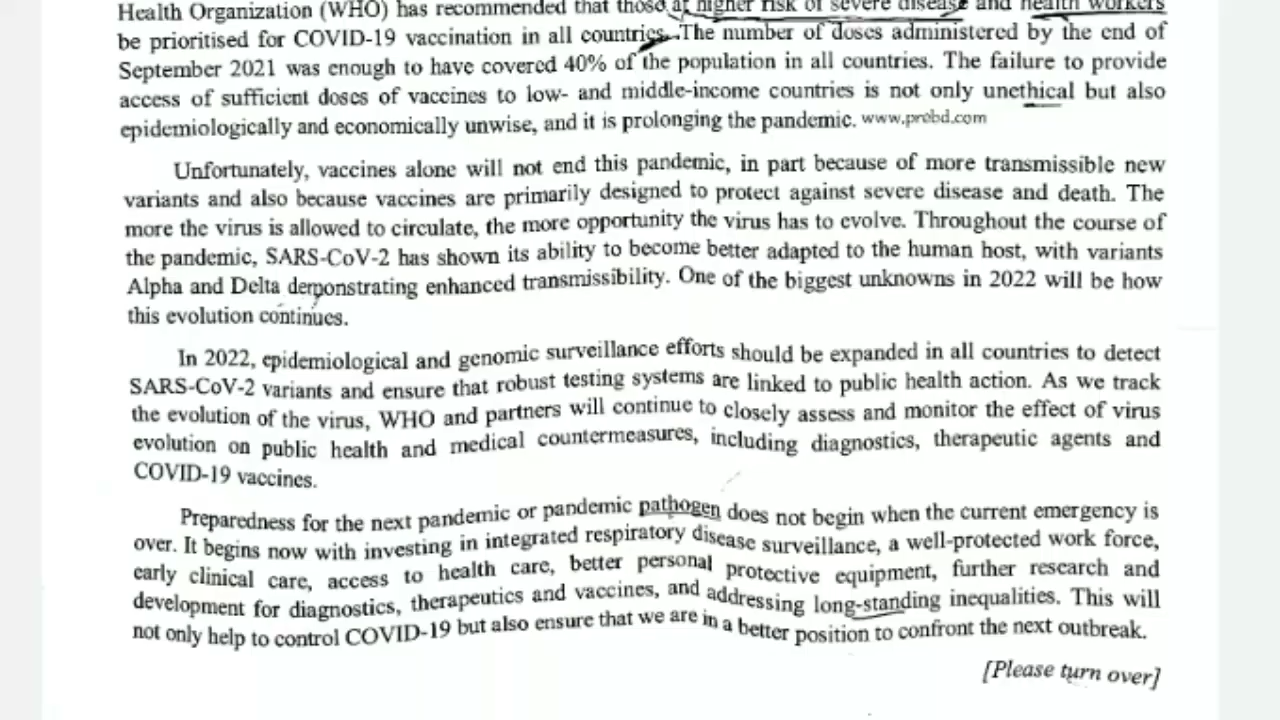 Health Organization (WHO) has recommended that those at higher risk of severe disease and health workers
be prioritised for COVID-19 vaccination in all countries. The number of doses administered by the end of
September 2021 was enough to have covered 40% of the population in all countries. The failure to provide
access of sufficient doses of vaccines to low- and middle-income countries is not only unethical but also
epidemiologically and economically unwise, and it is prolonging the pandemic. www.prebd.com
Unfortunately, vaccines alone will not end this pandemic, in part because of more transmissible new
variants and also because vaccines are primarily designed to protect against severe disease and death. The
more the virus is allowed to circulate, the more opportunity the virus has to evolve. Throughout the course of
the pandemic, SARS-CoV-2 has shown its ability to become better adapted to the human host, with variants
Alpha and Delta demonstrating enhanced transmissibility. One of the biggest unknowns in 2022 will be how
this evolution continues.
In 2022, epidemiological and genomic surveillance efforts should be expanded in all countries to detect
SARS-CoV-2 variants and ensure that robust testing systems are linked to public health action. As we track
the evolution of the virus, WHO and partners will continue to closely assess and monitor the effect of virus
evolution on public health and medical countermeasures, including diagnostics, therapeutic agents and
COVID-19 vaccines.
Preparedness for the next pandemic or pandemic pathogen does not begin when the current emergency is
over. It begins now with investing in integrated respiratory disease surveillance, a well-protected work force,
early clinical care, access to health care, better personal protective equipment, further research and
development for diagnostics, therapeutics and vaccines, and addressing long-standing inequalities. This will
not only help to control COVID-19 but also ensure that we are in a better position to confront the next outbreak.
[Please turn over]